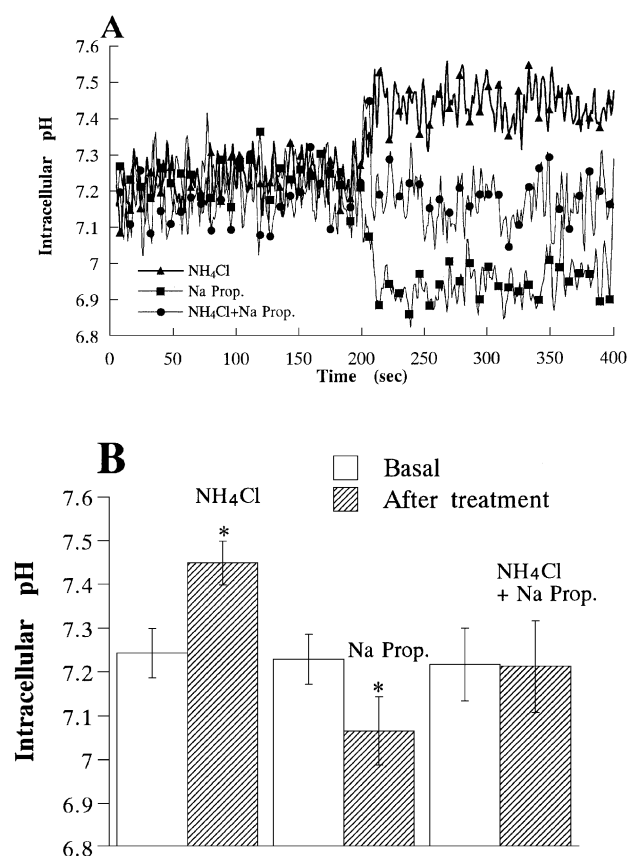 A
7.6
7.5
7.4
7.3
7.2
7.1
7
6.9
6.8
Intracellular pH
NH₄Cl
Na Prop.
NH₄Cl+Na Prop.
0 50 100 150 200 250 300 350 400
Time (sec)
B
Basal
After treatment
7.6
7.5
7.4
7.3
7.2
7.1
7
6.9
6.8
Intracellular pH
NH₄Cl
*
Na Prop.
*
NH₄Cl
+ Na Prop.